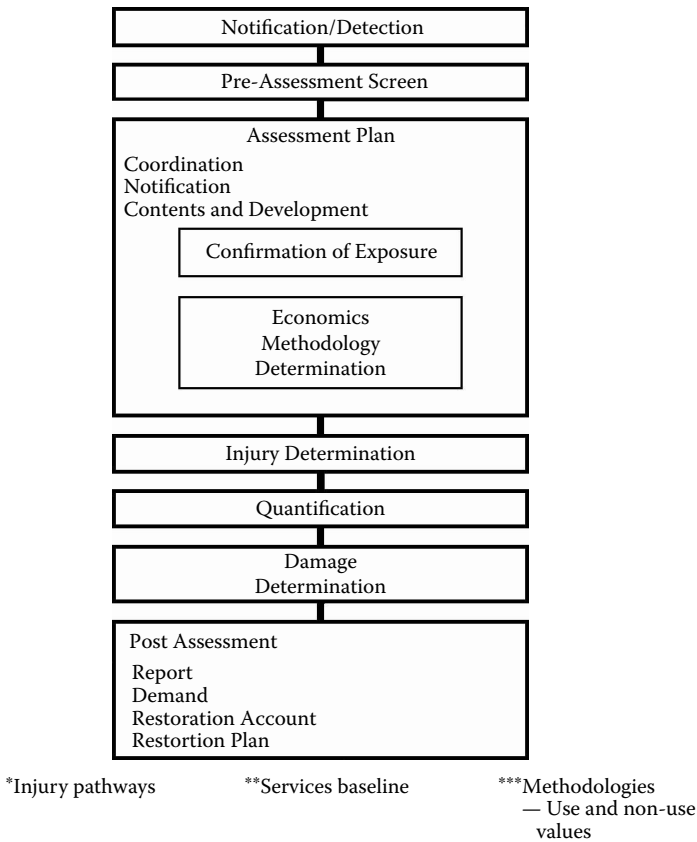 Notification/Detection
Pre-Assessment Screen
Assessment Plan
Coordination
Notification
Contents and Development
Confirmation of Exposure
Economics
Methodology
Determination
Injury Determination
Quantification
Damage
Determination
Post Assessment
Report
Demand
Restoration Account
Restortion Plan
*Injury pathways
**Services baseline
***Methodologies
— Use and non-use
values